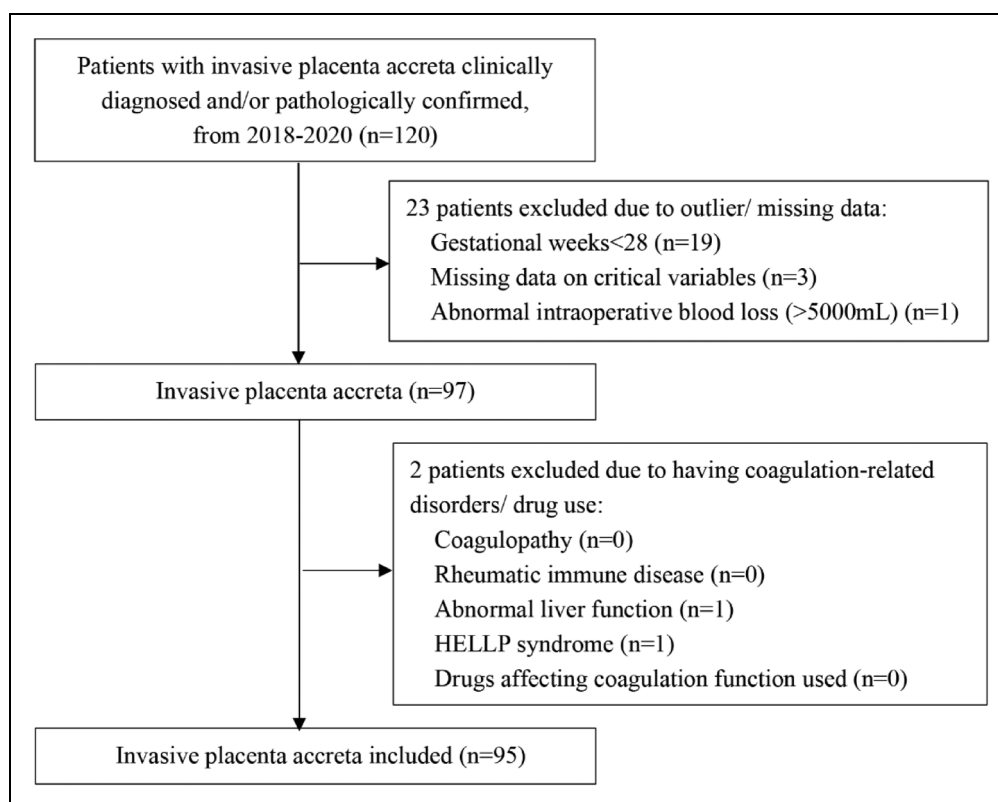 Patients with invasive placenta accreta clinically
diagnosed and/or pathologically confirmed,
from 2018-2020 (n=120)
23 patients excluded due to outlier/ missing data:
Gestational weeks<28 (n=19)
Missing data on critical variables (n=3)
Abnormal intraoperative blood loss (>5000mL) (n=1)
Invasive placenta accreta (n=97)
2 patients excluded due to having coagulation-related
disorders/ drug use:
Coagulopathy (n=0)
Rheumatic immune disease (n=0)
Abnormal liver function (n=1)
HELLP syndrome (n=1)
Drugs affecting coagulation function used (n=0)
Invasive placenta accreta included (n=95)